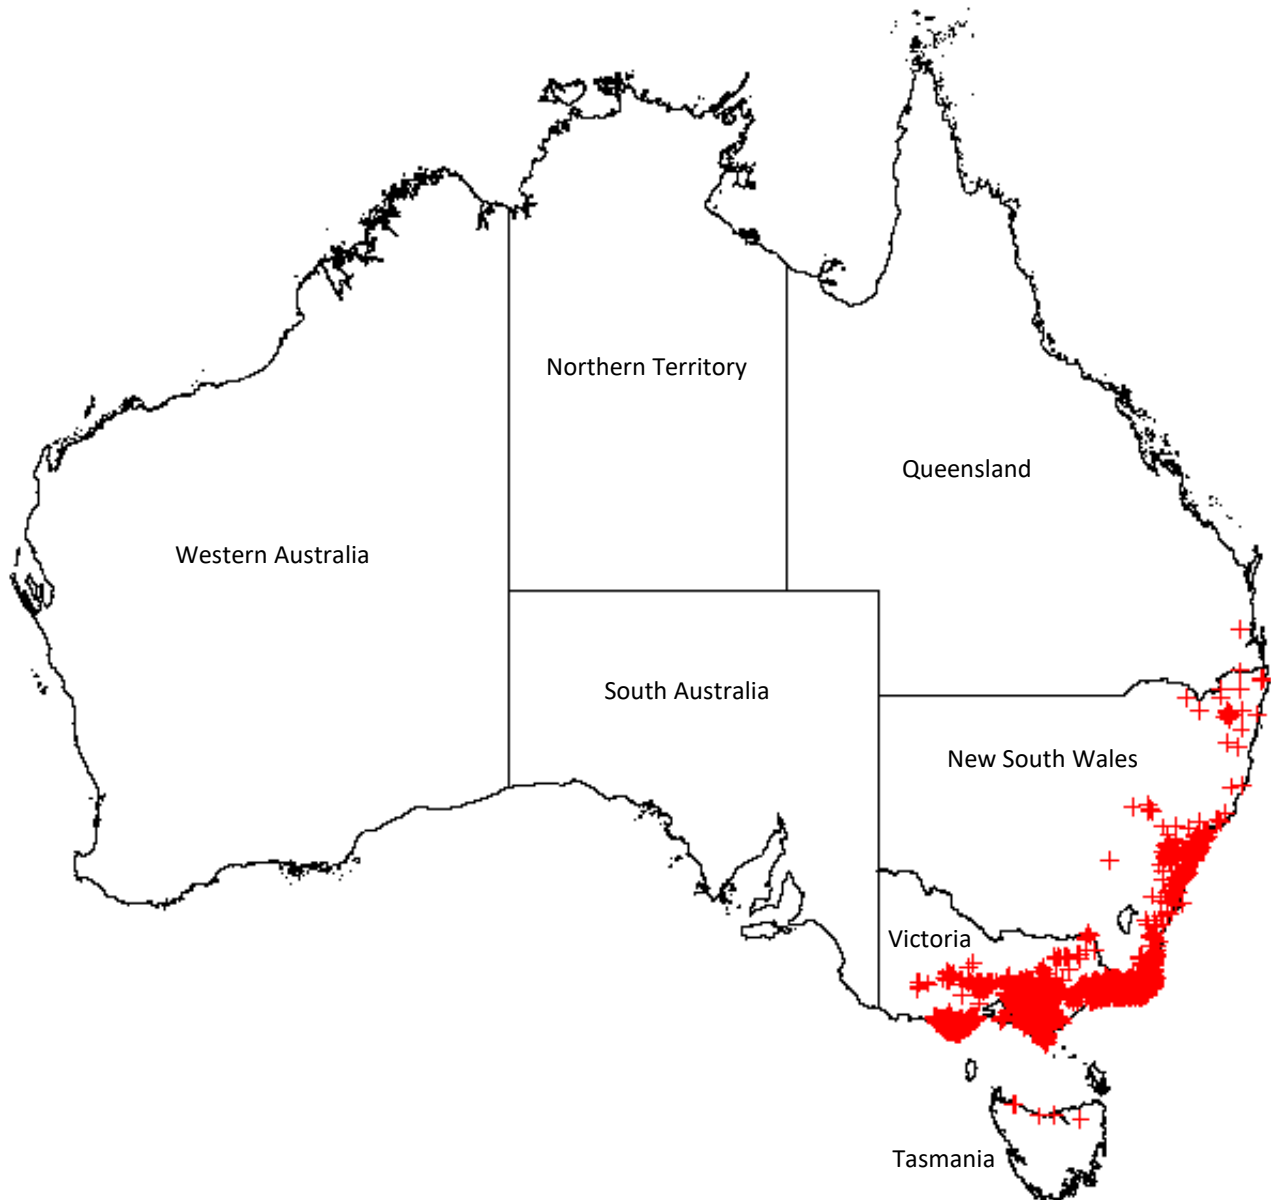 Northern Territory
Queensland
Western Australia
South Australia
New South Wales
Victoria
Tasmania